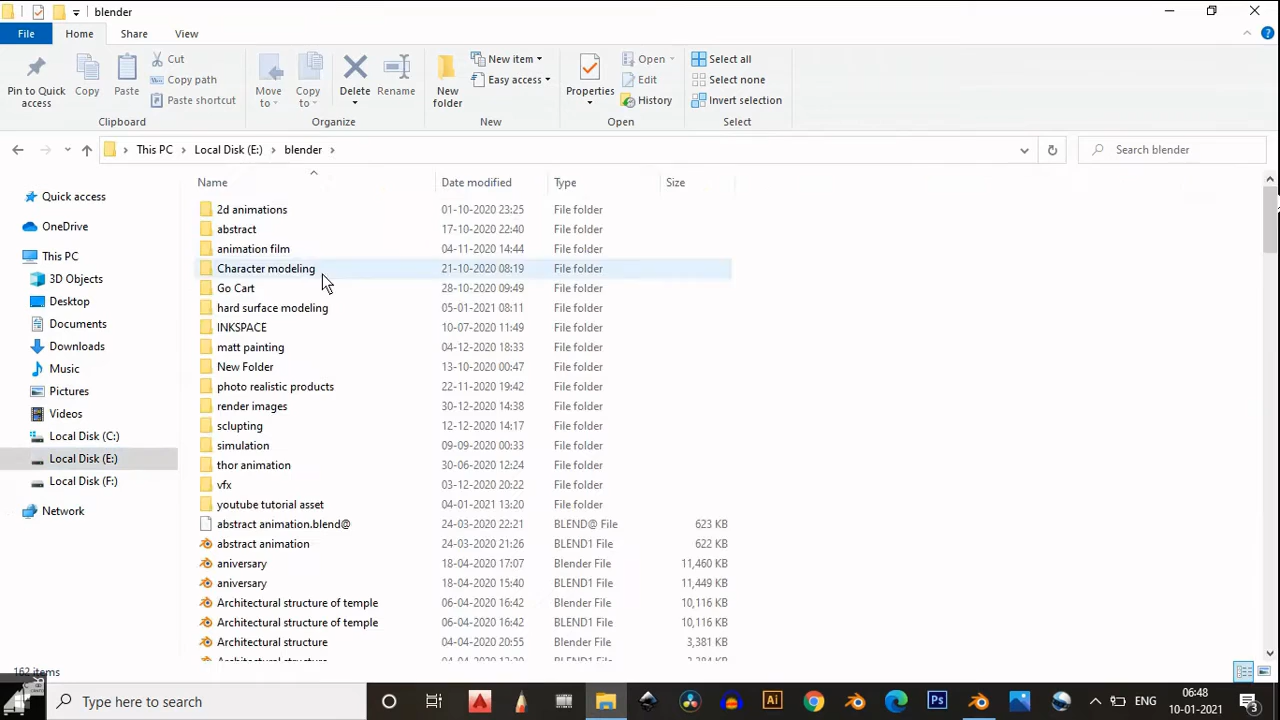 blender
File Home Share View
Pin to Quick access
Copy
Paste
Cut
Copy path
Paste shortcut
Clipboard
Move to
Copy to
Delete
Rename
Organize
New folder
New item
Easy access
New
Properties
Open
Edit
History
Open
Select all
Select none
Invert selection
Select
This PC Local Disk (E:) blender
Search blender
Quick access
OneDrive
This PC
3D Objects
Desktop
Documents
Downloads
Music
Pictures
Videos
Local Disk (C:)
Local Disk (E:)
Local Disk (F:)
Network
Name Date modified Type Size
2d animations 01-10-2020 23:25 File folder
abstract 17-10-2020 22:40 File folder
animation film 04-11-2020 14:44 File folder
Character modeling 21-10-2020 08:19 File folder
Go Cart 28-10-2020 09:49 File folder
hard surface modeling 05-01-2021 08:11 File folder
INKSPACE 10-07-2020 11:49 File folder
matt painting 04-12-2020 18:33 File folder
New Folder 13-10-2020 00:47 File folder
photo realistic products 22-11-2020 19:42 File folder
render images 30-12-2020 14:38 File folder
sclupting 12-12-2020 14:17 File folder
simulation 09-09-2020 00:33 File folder
thor animation 30-06-2020 12:24 File folder
vfx 03-12-2020 20:22 File folder
youtube tutorial asset 04-01-2021 13:20 File folder
abstract animation.blend@ 24-03-2020 22:21 BLEND@ File 623 KB
abstract animation 24-03-2020 21:26 BLEND1 File 622 KB
aniversary 18-04-2020 17:07 Blender File 11,460 KB
aniversary 18-04-2020 15:40 BLEND1 File 11,449 KB
Architectural structure of temple 06-04-2020 16:42 Blender File 10,116 KB
Architectural structure of temple 06-04-2020 16:42 BLEND1 File 10,116 KB
Architectural structure 04-04-2020 20:55 Blender File 3,381 KB
162 items
Type here to search
Ai
Ps
ENG
06:48
10-01-2021
3